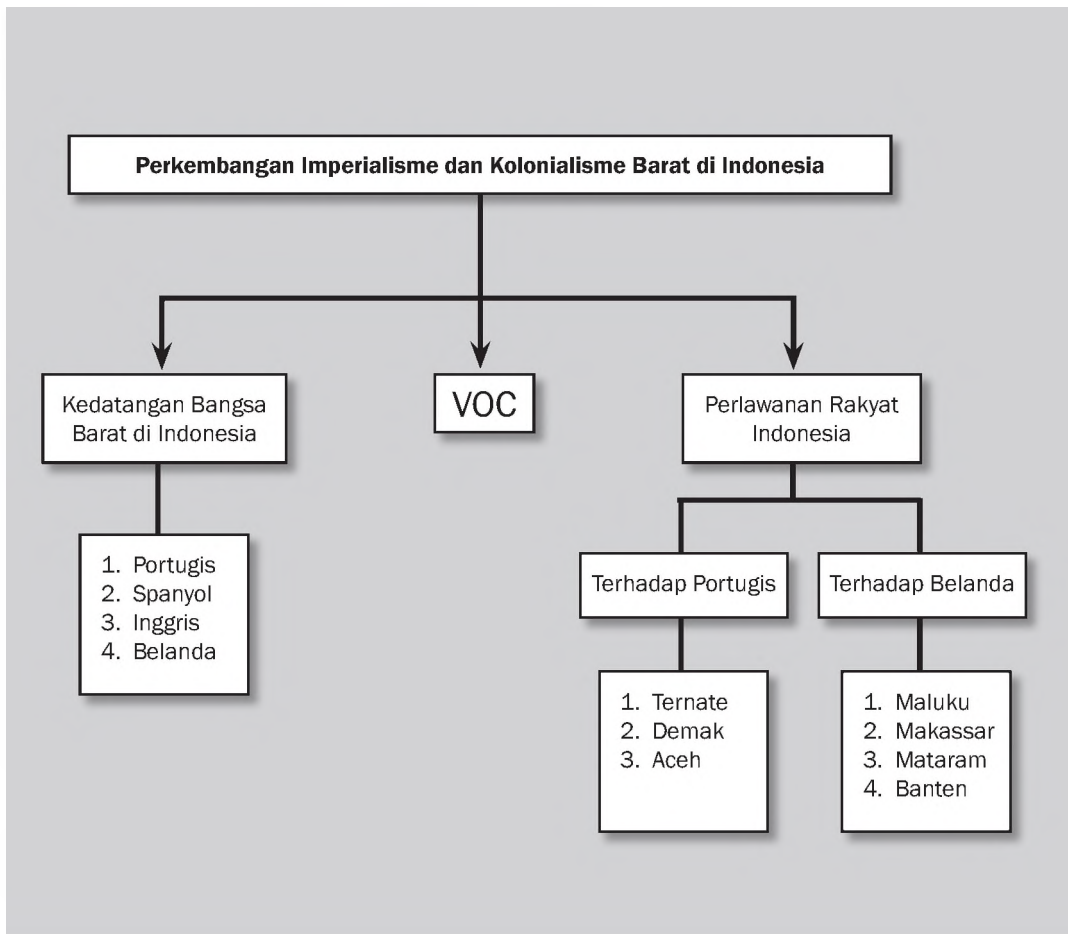 Perkembangan Imperialisme dan Kolonialisme Barat di Indonesia
Kedatangan Bangsa
Barat di Indonesia
1. Portugis
2. Spanyol
3. Inggris
4. Belanda
VOC
Perlawanan Rakyat
Indonesia
Terhadap Portugis
1. Ternate
2. Demak
3. Aceh
Terhadap Belanda
1. Maluku
2. Makassar
3. Mataram
4. Banten